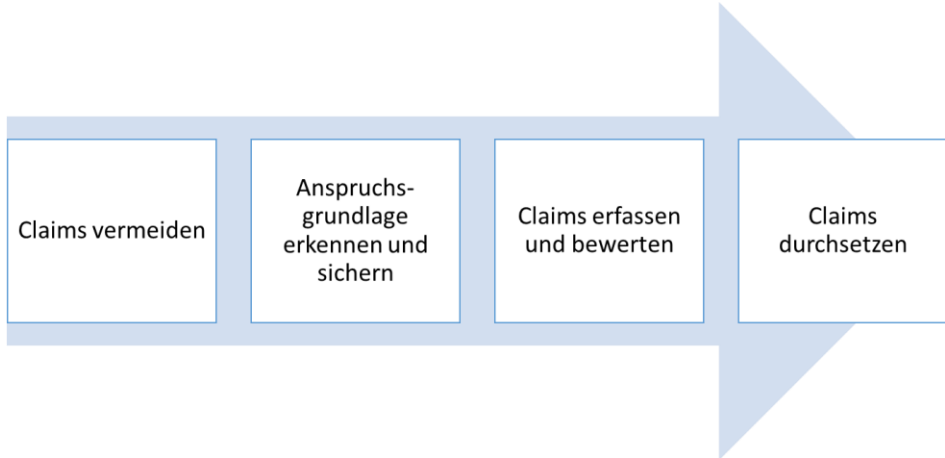 Claims vermeiden
Anspruchs-
grundlage
erkennen und
sichern
Claims erfassen
und bewerten
Claims
durchsetzen